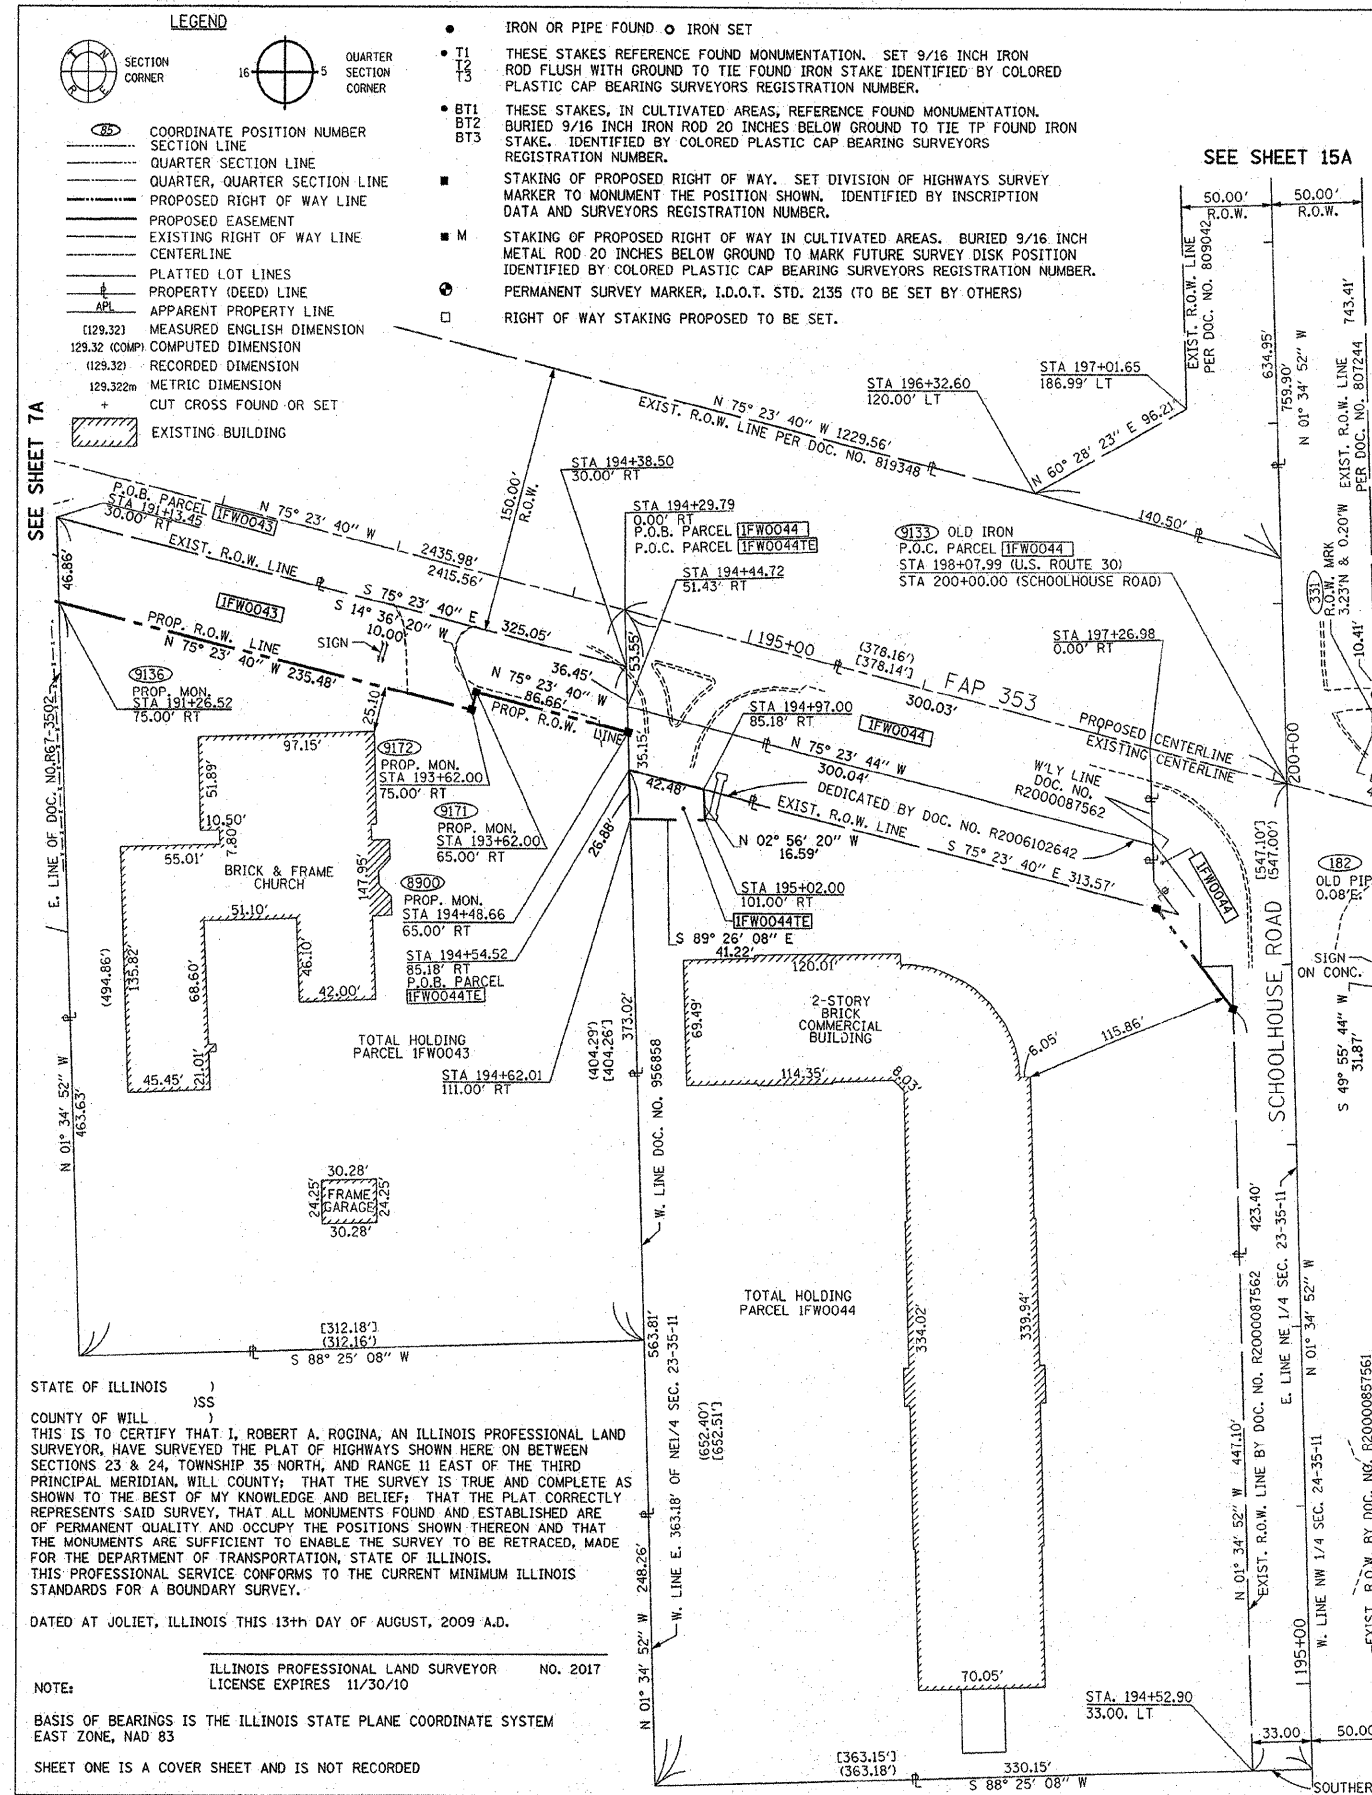 LEGEND
SECTION
CORNER
16
5
QUARTER
SECTION
CORNER
85 COORDINATE POSITION NUMBER
SECTION LINE
QUARTER SECTION LINE
QUARTER, QUARTER SECTION LINE
PROPOSED RIGHT OF WAY LINE
PROPOSED EASEMENT
EXISTING RIGHT OF WAY LINE
CENTERLINE
PLATTED LOT LINES
PROPERTY (DEED) LINE
APL APPARENT PROPERTY LINE
[129.32] MEASURED ENGLISH DIMENSION
129.32 (COMP) COMPUTED DIMENSION
(129.32) RECORDED DIMENSION
129.322m METRIC DIMENSION
+ CUT CROSS FOUND OR SET
EXISTING BUILDING
● IRON OR PIPE FOUND O IRON SET
● T1 THESE STAKES REFERENCE FOUND MONUMENTATION. SET 9/16 INCH IRON
T2 ROD FLUSH WITH GROUND TO TIE FOUND IRON STAKE IDENTIFIED BY COLORED
T3 PLASTIC CAP BEARING SURVEYORS REGISTRATION NUMBER.
● BT1 THESE STAKES, IN CULTIVATED AREAS, REFERENCE FOUND MONUMENTATION.
BT2 BURIED 9/16 INCH IRON ROD 20 INCHES BELOW GROUND TO TIE TP FOUND IRON
BT3 STAKE. IDENTIFIED BY COLORED PLASTIC CAP BEARING SURVEYORS
REGISTRATION NUMBER.
■ STAKING OF PROPOSED RIGHT OF WAY. SET DIVISION OF HIGHWAYS SURVEY
MARKER TO MONUMENT THE POSITION SHOWN. IDENTIFIED BY INSCRIPTION
DATA AND SURVEYORS REGISTRATION NUMBER.
■ M STAKING OF PROPOSED RIGHT OF WAY IN CULTIVATED AREAS. BURIED 9/16 INCH
METAL ROD 20 INCHES BELOW GROUND TO MARK FUTURE SURVEY DISK POSITION
IDENTIFIED BY COLORED PLASTIC CAP BEARING SURVEYORS REGISTRATION NUMBER.
PERMANENT SURVEY MARKER, I.D.O.T. STD. 2135 (TO BE SET BY OTHERS)
□ RIGHT OF WAY STAKING PROPOSED TO BE SET.
SEE SHEET 15A
50.00'
R.O.W.
50.00'
R.O.W.
EXIST. R.O.W. LINE
PER DOC. NO. 809042
634.95'
759.90'
N 01° 34' 52" W
743.41'
EXIST. R.O.W. LINE
PER DOC. NO. 807244
SEE SHEET 7A
STA 197+01.65
186.99' LT
STA 196+32.60
120.00' LT
N 60° 28' 23" E 96.21'
N 75° 23' 40" W 1229.56'
EXIST. R.O.W. LINE PER DOC. NO. 819348
140.50'
150.00'
R.O.W.
STA 194+38.50
30.00' RT
P.O.B. PARCEL 1FW0043
STA 191+13.45
30.00' RT
N 75° 23' 40" W
2435.98'
2415.56'
STA 194+29.79
0.00' RT
P.O.B. PARCEL 1FW0044
P.O.C. PARCEL 1FW0044TE
9133 OLD IRON
P.O.C. PARCEL 1FW0044
STA 198+07.99 (U.S. ROUTE 30)
STA 200+00.00 (SCHOOLHOUSE ROAD)
STA 194+44.72
51.43' RT
331
R.O.W. MRK
3.23'N & 0.20'W
10.41'
46.86'
EXIST. R.O.W. LINE
S 75° 23' 40" E 325.05'
1FW0043
S 14° 36' 20" W
10.00'
SIGN
PROP. R.O.W. LINE
N 75° 23' 40" W 235.48'
9136
PROP. MON.
STA 191+26.52
75.00' RT
53.55'
36.45'
N 75° 23' 40" W
86.66'
PROP. R.O.W. LINE
195+00
(378.16')
[378.14']
FAP 353
300.03'
STA 197+26.98
0.00' RT
PROPOSED CENTERLINE
EXISTING CENTERLINE
200+00
STA 194+97.00
85.18' RT
1FW0044
N 75° 23' 44" W
300.04'
W'LY LINE
DOC. NO.
R2000087562
DEDICATED BY DOC. NO. R2006102642
EXIST. R.O.W. LINE
S 75° 23' 40" E 313.57'
1FW0044
[547.10']
(547.00')
182
OLD PIP
0.08'E.
E. LINE OF DOC. NO.R67-3502
25.10'
97.15'
51.89'
10.50'
7.80'
55.01'
BRICK & FRAME
CHURCH
147.95'
51.10'
46.10'
42.00'
135.82'
68.60'
21.01'
45.45'
(494.86')
9172
PROP. MON.
STA 193+62.00
75.00' RT
9171
PROP. MON.
STA 193+62.00
65.00' RT
8900
PROP. MON.
STA 194+48.66
65.00' RT
STA 194+54.52
85.18' RT
P.O.B. PARCEL
1FW0044TE
35.15'
42.48'
26.88'
N 02° 56' 20" W
16.59'
STA 195+02.00
101.00' RT
1FW0044TE
S 89° 26' 08" E
41.22'
120.01'
69.49'
2-STORY
BRICK
COMMERCIAL
BUILDING
114.35'
8.03'
6.05'
115.86'
SIGN
ON CONC.
S 49° 55' 44" W
31.87'
SCHOOLHOUSE ROAD
TOTAL HOLDING
PARCEL 1FW0043
STA 194+62.01
111.00' RT
(404.29')
[404.26']
373.02'
W. LINE DOC. NO. 956858
N 01° 34' 52" W
463.63'
30.28'
24.25'
FRAME
GARAGE
24.25'
30.28'
TOTAL HOLDING
PARCEL 1FW0044
334.02'
339.94'
[312.18']
(312.16')
S 88° 25' 08" W
563.81'
W. LINE E. 363.18' OF NE1/4 SEC. 23-35-11
(652.40')
[652.51']
N 01° 34' 52" W 248.26'
423.40'
N 01° 34' 52" W 447.10'
EXIST. R.O.W. LINE BY DOC. NO. R2000087562
E. LINE NE 1/4 SEC. 23-35-11
N 01° 34' 52" W
W. LINE NW 1/4 SEC. 24-35-11
195+00
EXIST. R.O.W. BY DOC. NO. R20000857561
70.05'
STA. 194+52.90
33.00. LT
33.00
50.00
[363.15']
(363.18')
330.15'
S 88° 25' 08" W
SOUTHER
STATE OF ILLINOIS )
)SS
COUNTY OF WILL )
THIS IS TO CERTIFY THAT I, ROBERT A. ROGINA, AN ILLINOIS PROFESSIONAL LAND
SURVEYOR, HAVE SURVEYED THE PLAT OF HIGHWAYS SHOWN HERE ON BETWEEN
SECTIONS 23 & 24, TOWNSHIP 35 NORTH, AND RANGE 11 EAST OF THE THIRD
PRINCIPAL MERIDIAN, WILL COUNTY; THAT THE SURVEY IS TRUE AND COMPLETE AS
SHOWN TO THE BEST OF MY KNOWLEDGE AND BELIEF; THAT THE PLAT CORRECTLY
REPRESENTS SAID SURVEY, THAT ALL MONUMENTS FOUND AND ESTABLISHED ARE
OF PERMANENT QUALITY AND OCCUPY THE POSITIONS SHOWN THEREON AND THAT
THE MONUMENTS ARE SUFFICIENT TO ENABLE THE SURVEY TO BE RETRACED, MADE
FOR THE DEPARTMENT OF TRANSPORTATION, STATE OF ILLINOIS.
THIS PROFESSIONAL SERVICE CONFORMS TO THE CURRENT MINIMUM ILLINOIS
STANDARDS FOR A BOUNDARY SURVEY.
DATED AT JOLIET, ILLINOIS THIS 13th DAY OF AUGUST, 2009 A.D.
ILLINOIS PROFESSIONAL LAND SURVEYOR NO. 2017
LICENSE EXPIRES 11/30/10
NOTE:
BASIS OF BEARINGS IS THE ILLINOIS STATE PLANE COORDINATE SYSTEM
EAST ZONE, NAD 83
SHEET ONE IS A COVER SHEET AND IS NOT RECORDED